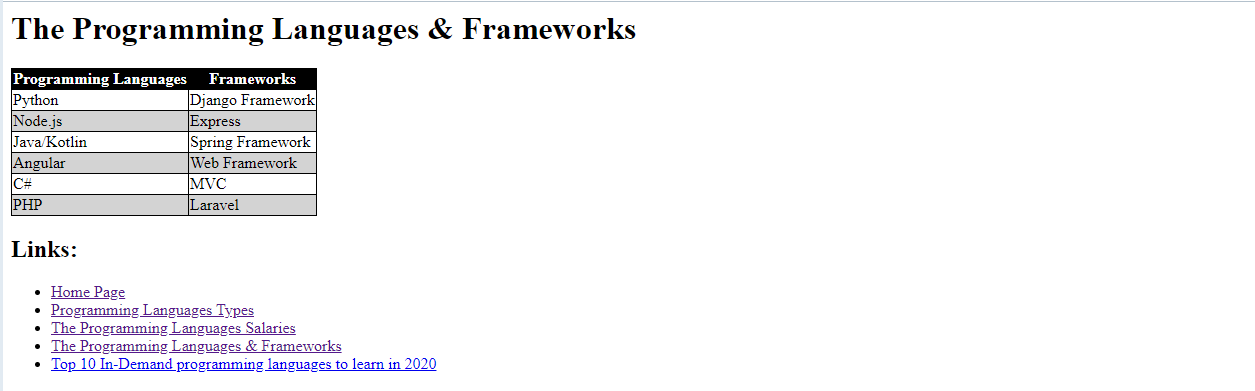 The Programming Languages & Frameworks
Programming Languages Frameworks
Python Django Framework
Node.js Express
Java/Kotlin Spring Framework
Angular Web Framework
C# MVC
PHP Laravel
Links:
Home Page
Programming Languages Types
The Programming Languages Salaries
The Programming Languages & Frameworks
Top 10 In-Demand programming languages to learn in 2020